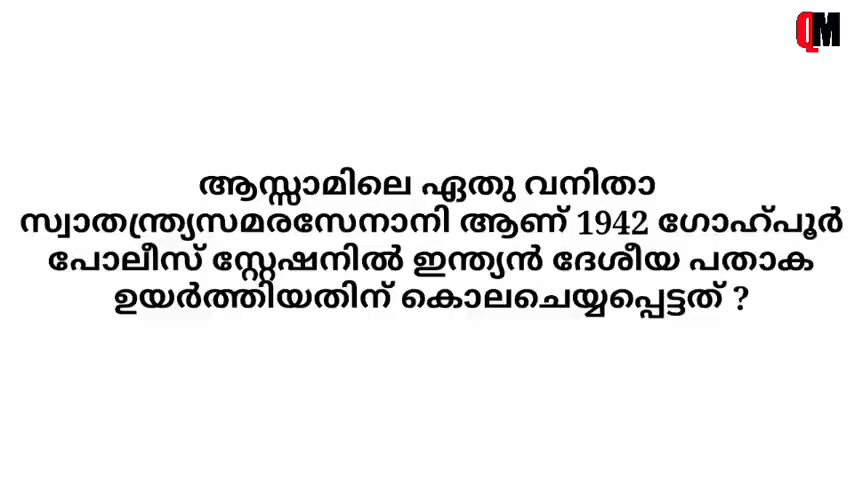 QM
ആസ്സാമിലെ ഏതു വനിതാ
സ്വാതന്ത്ര്യസമരസേനാനി ആണ് 1942 ഗോഹ്പൂർ
പോലീസ് സ്റ്റേഷനിൽ ഇന്ത്യൻ ദേശീയ പതാക
ഉയർത്തിയതിന് കൊലചെയ്യപ്പെട്ടത് ?